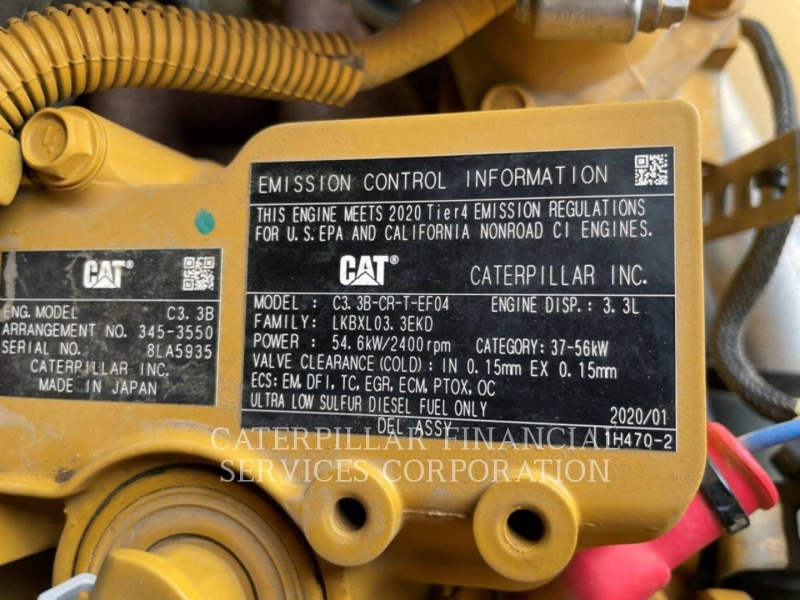 CAT®
ENG. MODEL C3.3B
ARRANGEMENT NO. 345-3550
SERIAL NO. 8LA5935
CATERPILLAR INC.
MADE IN JAPAN
EMISSION CONTROL INFORMATION
THIS ENGINE MEETS 2020 Tier4 EMISSION REGULATIONS
FOR U.S.EPA AND CALIFORNIA NONROAD CI ENGINES.
CAT® CATERPILLAR INC.
MODEL : C3.3B-CR-T-EF04 ENGINE DISP.: 3.3L
FAMILY: LKBXL03.3EKD
POWER : 54.6kW/2400rpm CATEGORY: 37-56kW
VALVE CLEARANCE(COLD): IN 0.15mm EX 0.15mm
ECS: EM, DFI, TC, EGR, ECM, PTOX, OC
ULTRA LOW SULFUR DIESEL FUEL ONLY 2020/01
DEL ASSY 1H470-2
CATERPILLAR FINANCIAL
SERVICES CORPORATION